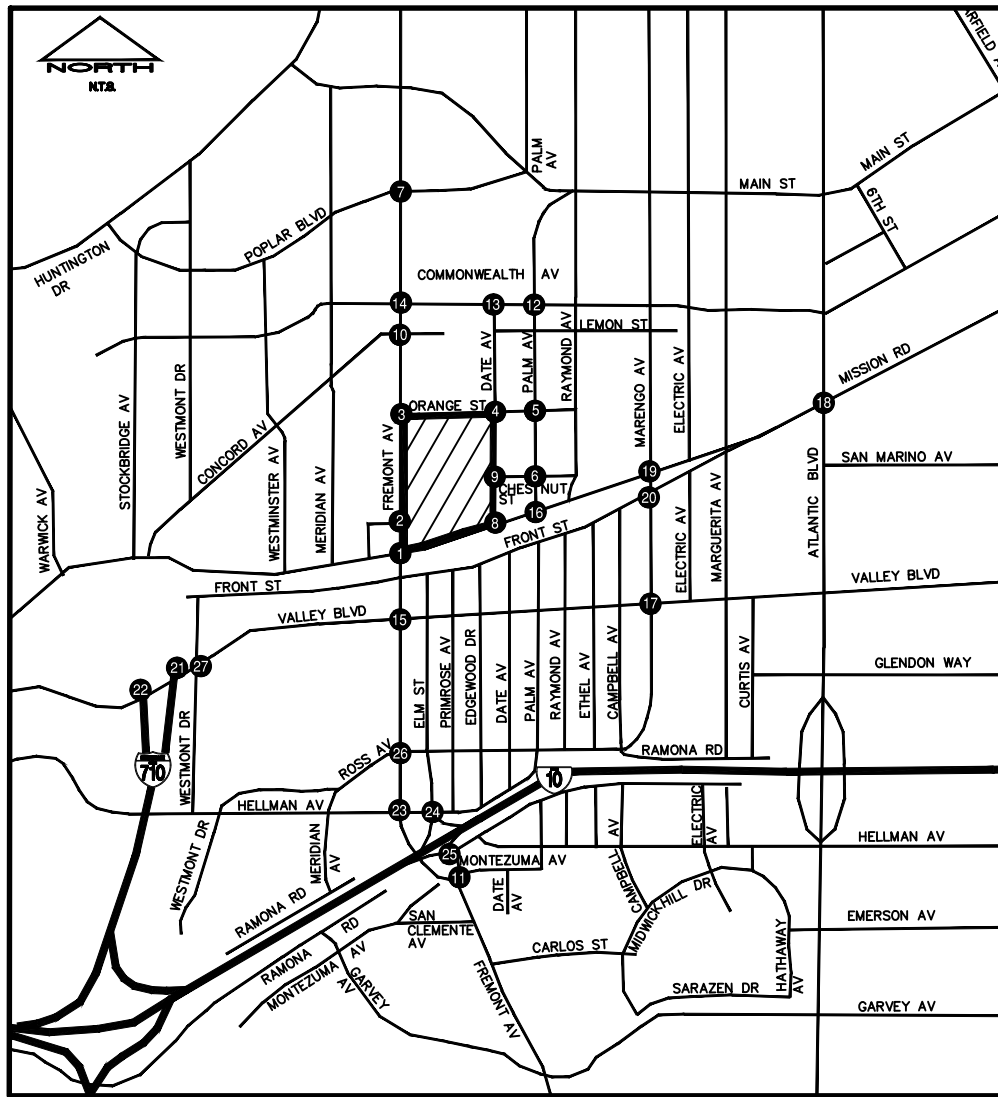 NORTH
N.T.S.
ARFIELD A
PALM
AV
MAIN ST
MAIN ST
6TH ST
7
POPLAR BLVD
HUNTINGTON
DR
COMMONWEALTH AV
14
13
12
10
LEMON ST
STOCKBRIDGE AV
WESTMONT DR
CONCORD AV
WESTMINSTER AV
MERIDIAN AV
FREMONT AV
DATE AV
PALM AV
RAYMOND AV
MARENGO AV
ELECTRIC AV
MISSION RD
18
3
ORANGE ST
4
5
WARWICK AV
ATLANTIC BLVD
SAN MARINO AV
9
6
19
CHESTNUT
ST
20
2
8
16
1
FRONT ST
FRONT ST
ELECTRIC AV
MARGUERITA AV
VALLEY BLVD
VALLEY BLVD
15
17
21
27
22
WESTMONT DR
ELM ST
PRIMROSE AV
EDGEWOOD DR
DATE AV
PALM AV
RAYMOND AV
ETHEL AV
CAMPBELL AV
CURTIS AV
GLENDON WAY
710
ROSS AV
26
RAMONA RD
10
HELLMAN AV
23
24
WESTMONT DR
MERIDIAN
AV
ELECTRIC
AV
HELLMAN AV
25
MONTEZUMA AV
11
CAMPBELL
AV
DATE
AV
MIDWICKHILL DR
RAMONA RD
RAMONA RD
MONTEZUMA AV
SAN
CLEMENTE
AV
GARVEY
AV
FREMONT AV
CARLOS ST
HATHAWAY
AV
EMERSON AV
SARAZEN DR
GARVEY AV